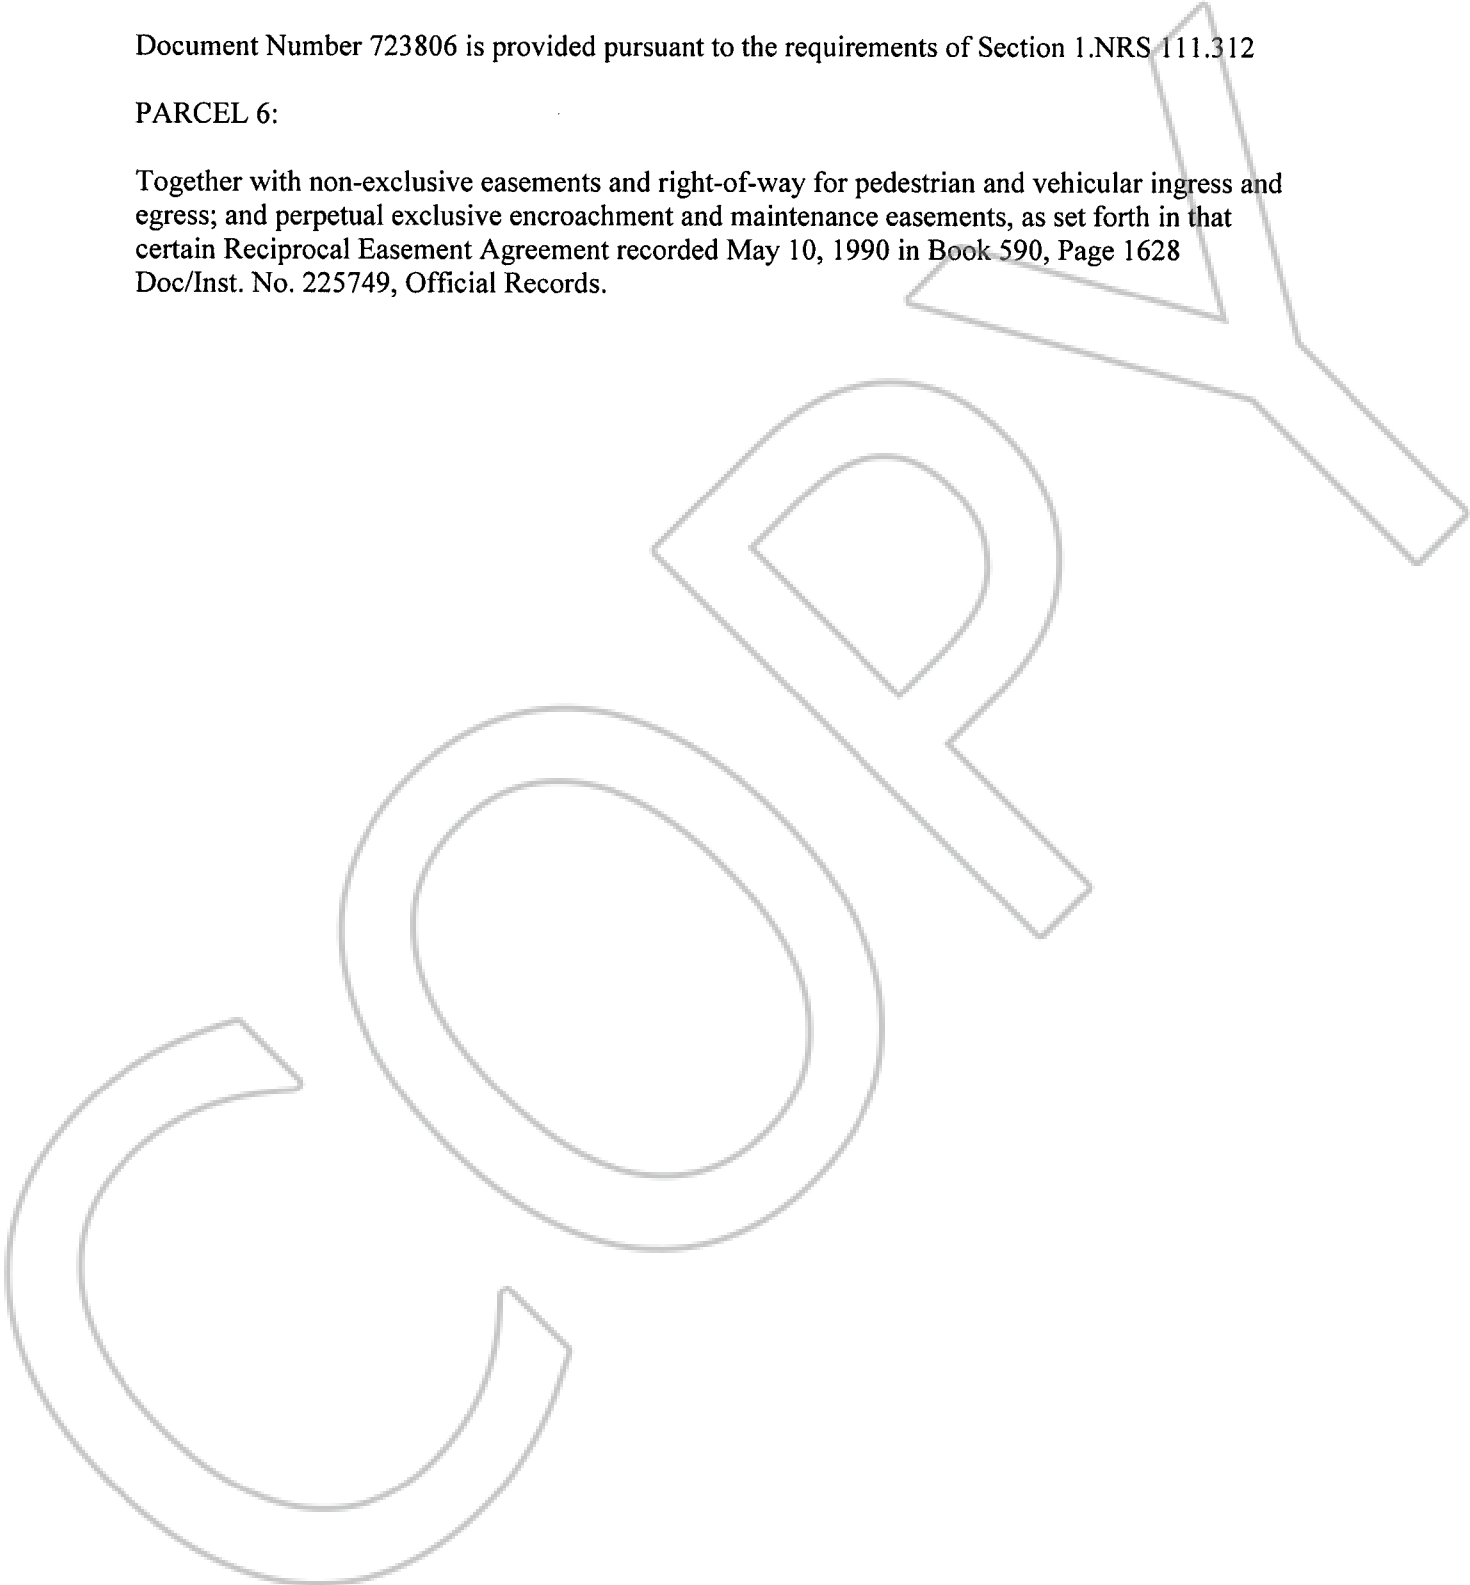 Document Number 723806 is provided pursuant to the requirements of Section 1.NRS 111.312
PARCEL 6:
Together with non-exclusive easements and right-of-way for pedestrian and vehicular ingress and
egress; and perpetual exclusive encroachment and maintenance easements, as set forth in that
certain Reciprocal Easement Agreement recorded May 10, 1990 in Book 590, Page 1628
Doc/Inst. No. 225749, Official Records.
COPY